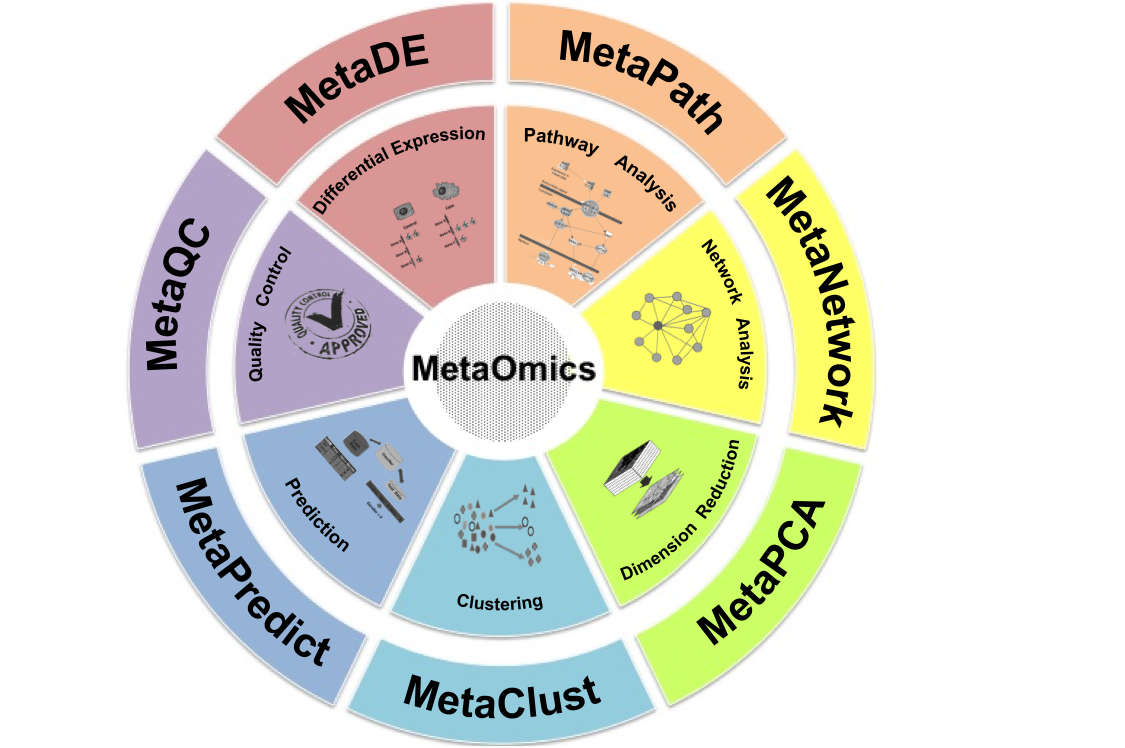 MetaDE
MetaPath
MetaNetwork
MetaPCA
MetaClust
MetaPredict
MetaQC
Differential Expression
Pathway Analysis
Network Analysis
Dimension Reduction
Clustering
Prediction
Quality Control
QUALITY CONTROL
APPROVED
MetaOmics